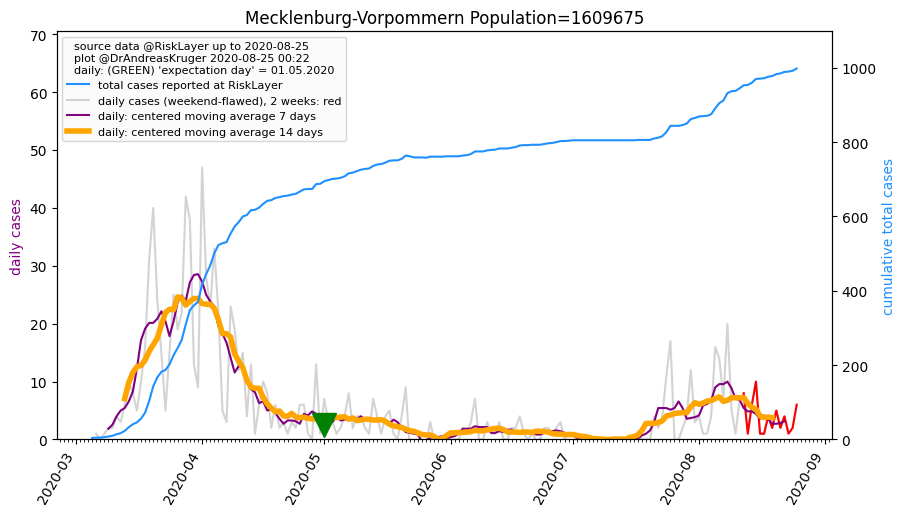 Mecklenburg-Vorpommern Population=1609675
source data @RiskLayer up to 2020-08-25
plot @DrAndreasKruger 2020-08-25 00:22
daily: (GREEN) 'expectation day' = 01.05.2020
total cases reported at RiskLayer
daily cases (weekend-flawed), 2 weeks: red
daily: centered moving average 7 days
daily: centered moving average 14 days
daily cases
70
60
50
40
30
20
10
0
cumulative total cases
1000
800
600
400
200
0
2020-03
2020-04
2020-05
2020-06
2020-07
2020-08
2020-09